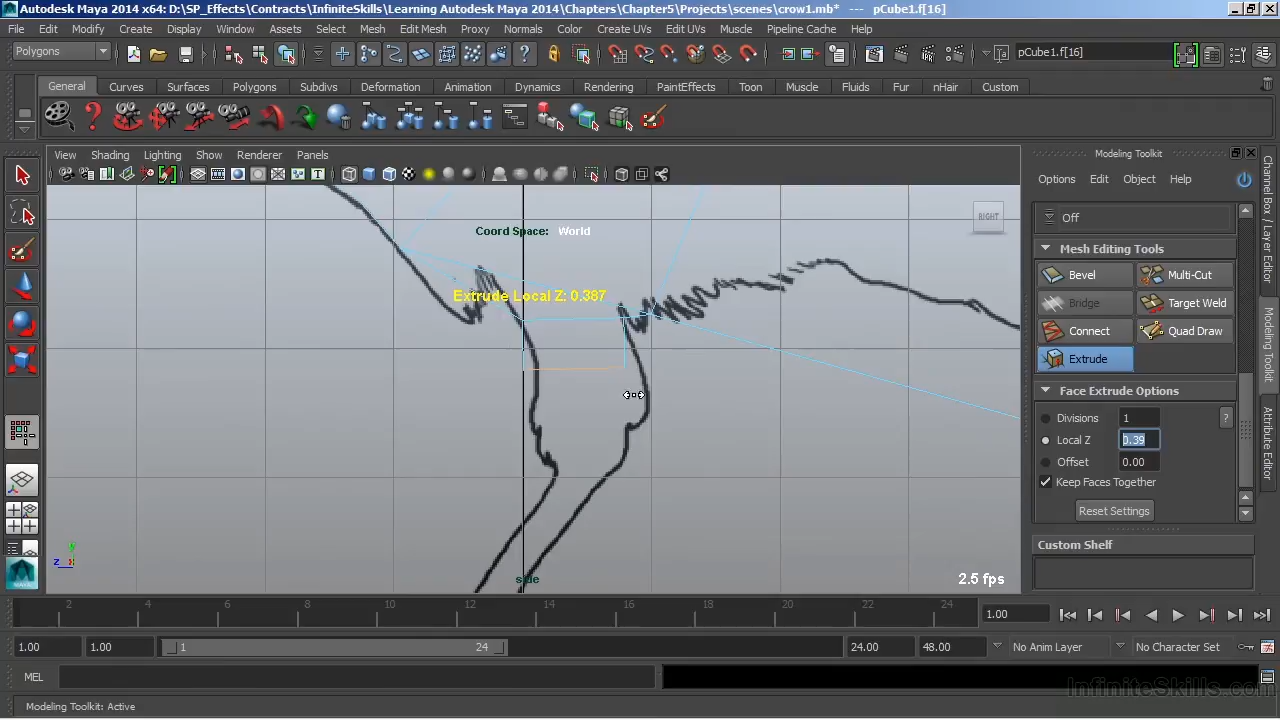 Autodesk Maya 2014 x64: D:\SP_Effects\Contracts\InfiniteSkills\Learning Autodesk Maya 2014\Chapters\Chapter5\Projects\scenes\crow1.mb* --- pCube1.f[16]
File Edit Modify Create Display Window Assets Select Mesh Edit Mesh Proxy Normals Color Create UVs Edit UVs Muscle Pipeline Cache Help
Polygons
pCube1.f[16]
General Curves Surfaces Polygons Subdivs Deformation Animation Dynamics Rendering PaintEffects Toon Muscle Fluids Fur nHair Custom
View Shading Lighting Show Renderer Panels
Modeling Toolkit
Options Edit Object Help
Off
Mesh Editing Tools
Bevel Multi-Cut
Bridge Target Weld
Connect Quad Draw
Extrude
Face Extrude Options
Divisions 1 ?
Local Z 0.39
Offset 0.00
Keep Faces Together
Reset Settings
Custom Shelf
Channel Box / Layer Editor
Modeling Toolkit
Attribute Editor
RIGHT
Coord Space: World
Extrude Local Z: 0.387
y
z x
side
2.5 fps
2 4 6 8 10 12 14 16 18 20 22 24
1.00
1.00 1.00 1 24 24.00 48.00 No Anim Layer No Character Set
MEL
InfiniteSkills.com
Modeling Toolkit: Active